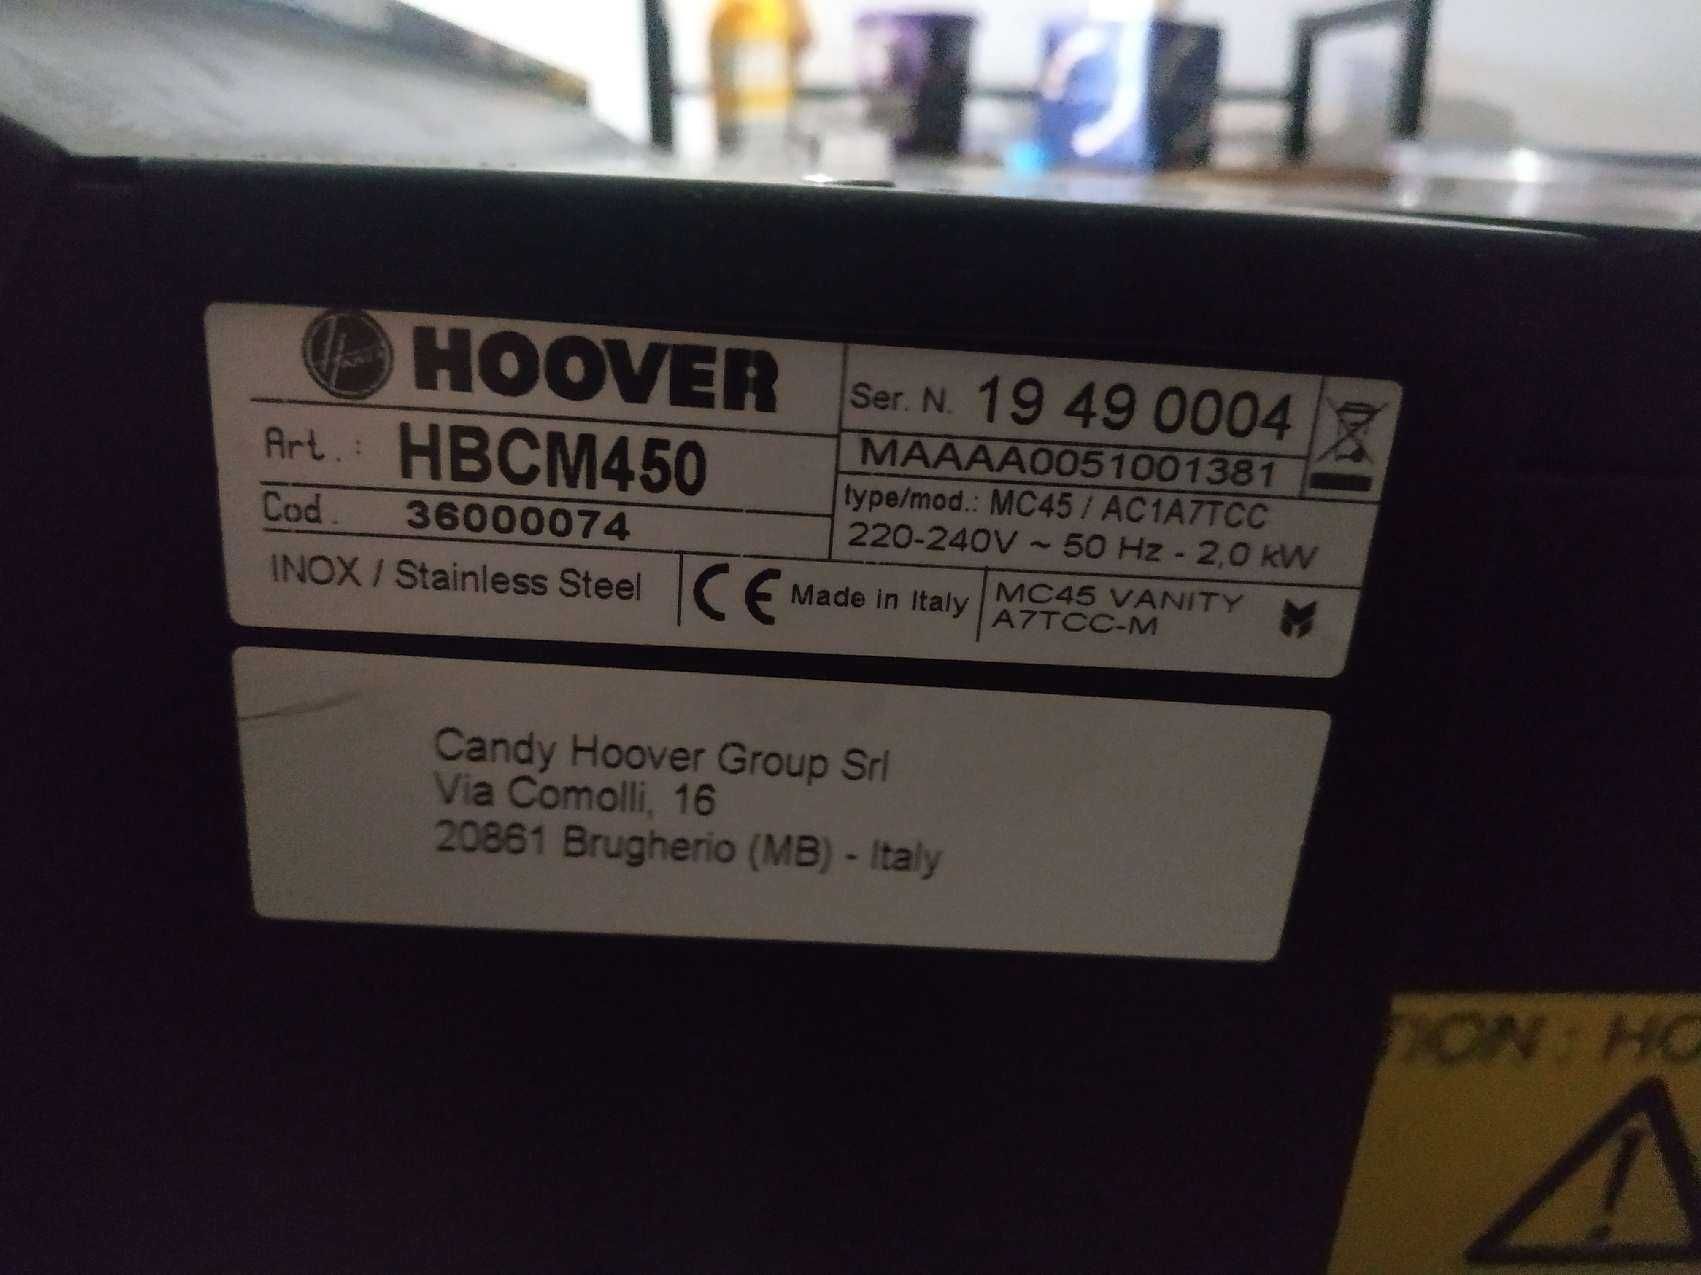 HOOVER
Art.: HBCM450
Cod. 36000074
INOX / Stainless Steel
CE Made in Italy
Ser. N. 19 49 0004
MAAAA0051001381
type/mod.: MC45 / AC1A7TCC
220-240V ~ 50 Hz - 2,0 kW
MC45 VANITY
A7TCC-M
Candy Hoover Group Srl
Via Comolli, 16
20861 Brugherio (MB) - Italy
TION : HO